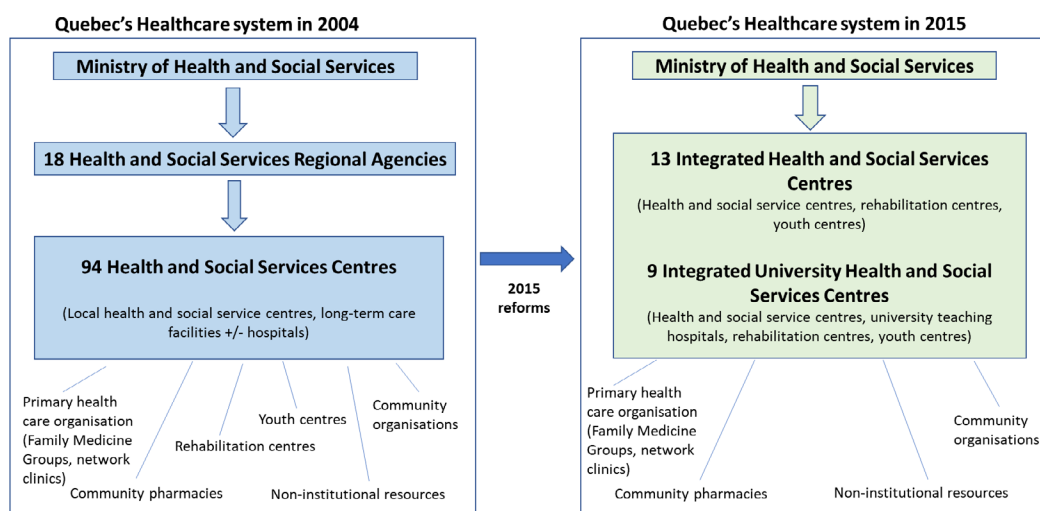 Quebec's Healthcare system in 2004
Ministry of Health and Social Services
18 Health and Social Services Regional Agencies
94 Health and Social Services Centres
(Local health and social service centres, long-term care
facilities +/- hospitals)
Primary health
care organisation
(Family Medicine
Groups, network
clinics)
Community pharmacies
Rehabilitation centres
Youth centres
Non-institutional resources
Community
organisations
2015
reforms
Quebec's Healthcare system in 2015
Ministry of Health and Social Services
13 Integrated Health and Social Services
Centres
(Health and social service centres, rehabilitation centres,
youth centres)
9 Integrated University Health and Social
Services Centres
(Health and social service centres, university teaching
hospitals, rehabilitation centres, youth centres)
Primary health
care organisation
(Family Medicine
Groups, network
clinics)
Community pharmacies
Non-institutional resources
Community
organisations